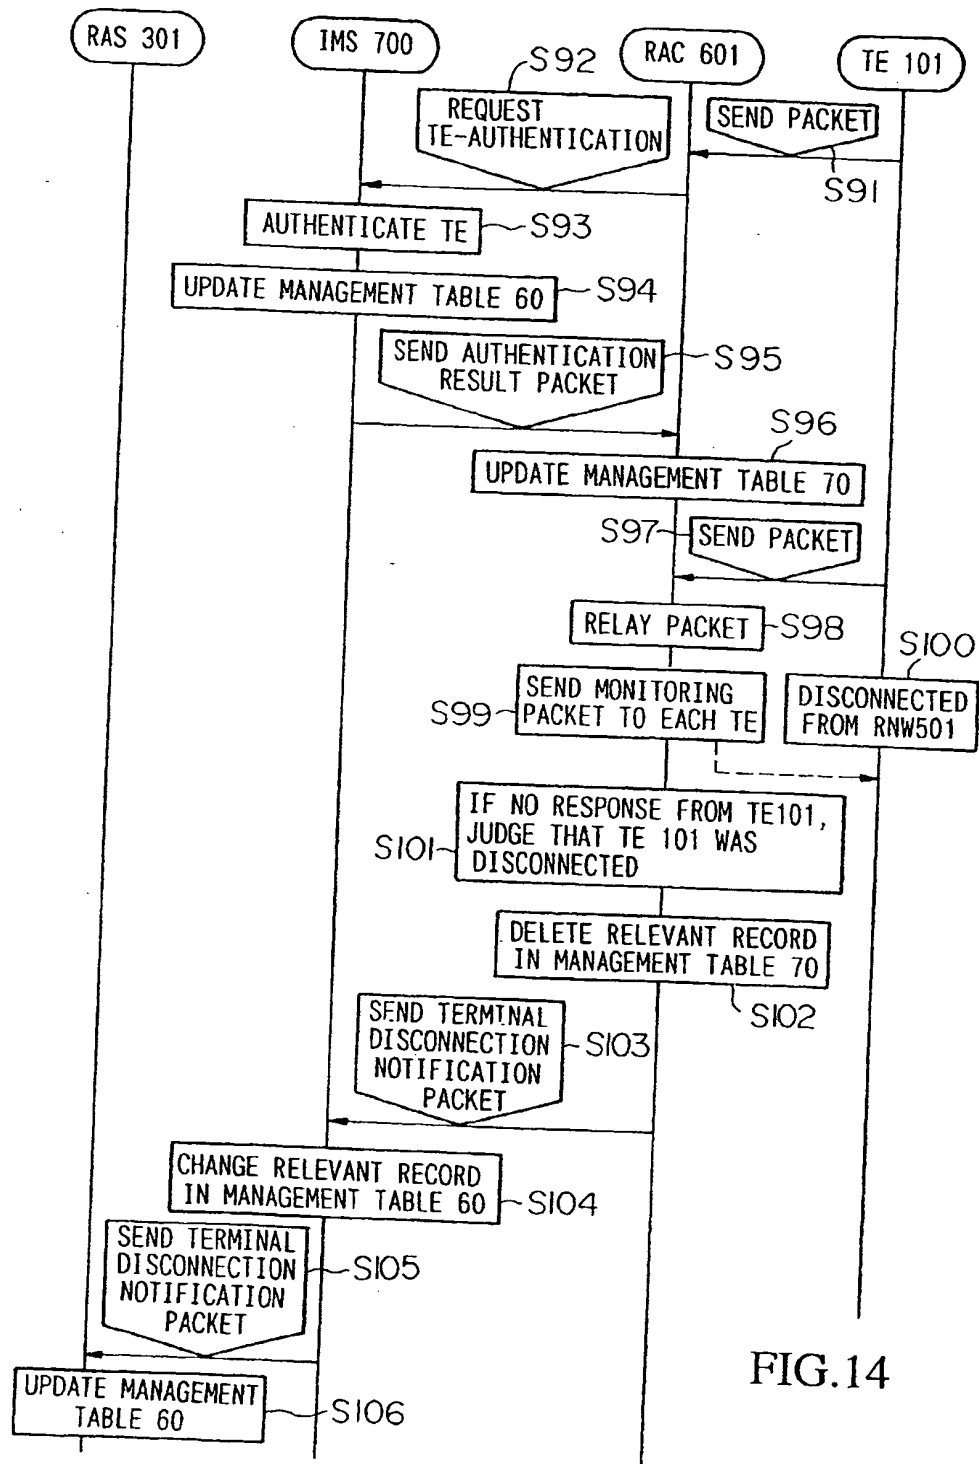 RAS 301
IMS 700
RAC 601
TE 101
S92
REQUEST
TE-AUTHENTICATION
SEND PACKET
S91
AUTHENTICATE TE
S93
UPDATE MANAGEMENT TABLE 60
S94
SEND AUTHENTICATION
RESULT PACKET
S95
S96
UPDATE MANAGEMENT TABLE 70
S97
SEND PACKET
RELAY PACKET
S98
S100
SEND MONITORING
PACKET TO EACH TE
S99
DISCONNECTED
FROM RNW501
IF NO RESPONSE FROM TE101,
JUDGE THAT TE 101 WAS
DISCONNECTED
S101
DELETE RELEVANT RECORD
IN MANAGEMENT TABLE 70
S102
SEND TERMINAL
DISCONNECTION
NOTIFICATION
PACKET
S103
CHANGE RELEVANT RECORD
IN MANAGEMENT TABLE 60
S104
SEND TERMINAL
DISCONNECTION
NOTIFICATION
PACKET
S105
UPDATE MANAGEMENT
TABLE 60
S106
FIG.14